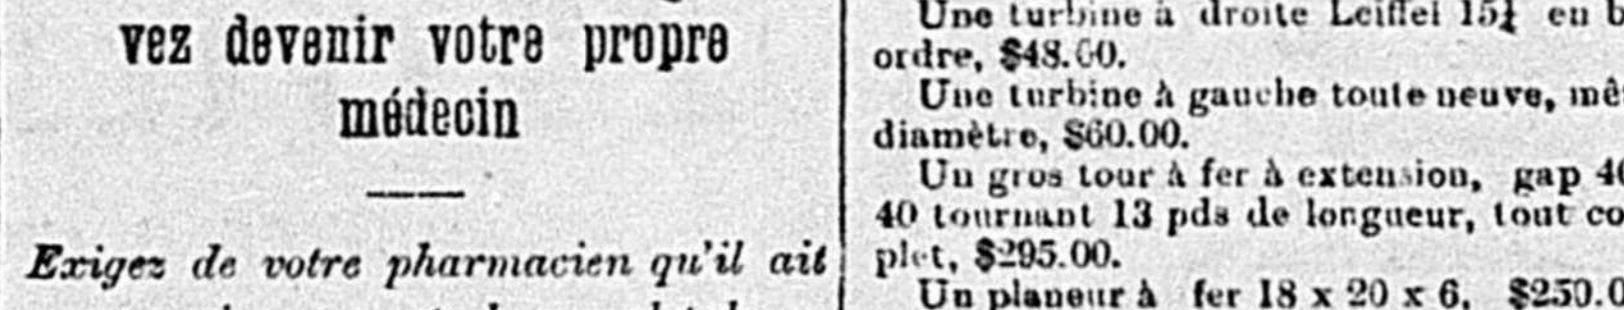 vez devenir votre propre
médecin
Exigez de votre pharmacien qu'il ait
Une turbine à droite Leffel 15¼ en b
ordre, $48.00.
Une turbine à gauche toute neuve, mê
diamètre, $60.00.
Un gros tour à fer à extension, gap 40
40 tournant 13 pds de longueur, tout co
plet, $295.00.
Un planeur à fer 18 x 20 x 6, $250.0